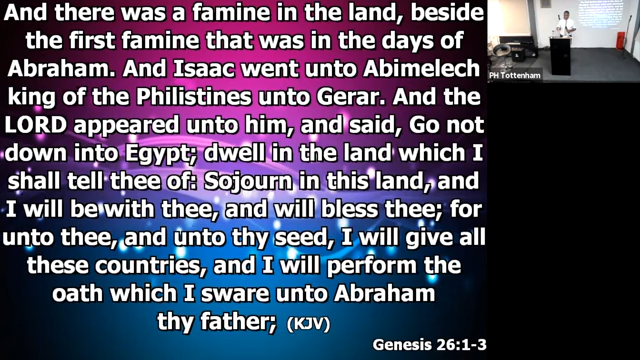 And there was a famine in the land, beside
the first famine that was in the days of
Abraham. And Isaac went unto Abimelech
king of the Philistines unto Gerar. And the
LORD appeared unto him, and said, Go not
down into Egypt; dwell in the land which I
shall tell thee of: Sojourn in this land, and
I will be with thee, and will bless thee; for
unto thee, and unto thy seed, I will give all
these countries, and I will perform the
oath which I sware unto Abraham
thy father; (KJV)
Genesis 26:1-3
PH Tottenham